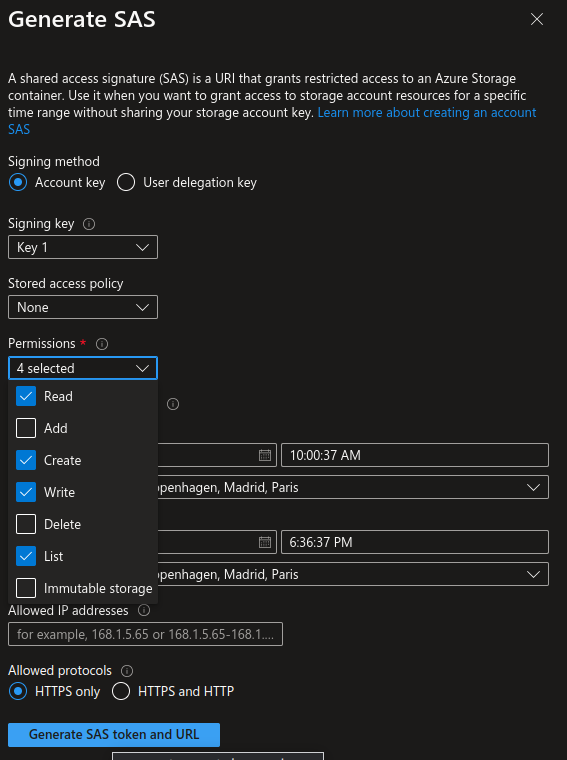 Generate SAS
A shared access signature (SAS) is a URI that grants restricted access to an Azure Storage
container. Use it when you want to grant access to storage account resources for a specific
time range without sharing your storage account key. Learn more about creating an account
SAS
Signing method
Account key User delegation key
Signing key
Key 1
Stored access policy
None
Permissions *
4 selected
Read
Add
Create
10:00:37 AM
Write
openhagen, Madrid, Paris
Delete
6:36:37 PM
List
openhagen, Madrid, Paris
Immutable storage
Allowed IP addresses
for example, 168.1.5.65 or 168.1.5.65-168.1....
Allowed protocols
HTTPS only HTTPS and HTTP
Generate SAS token and URL